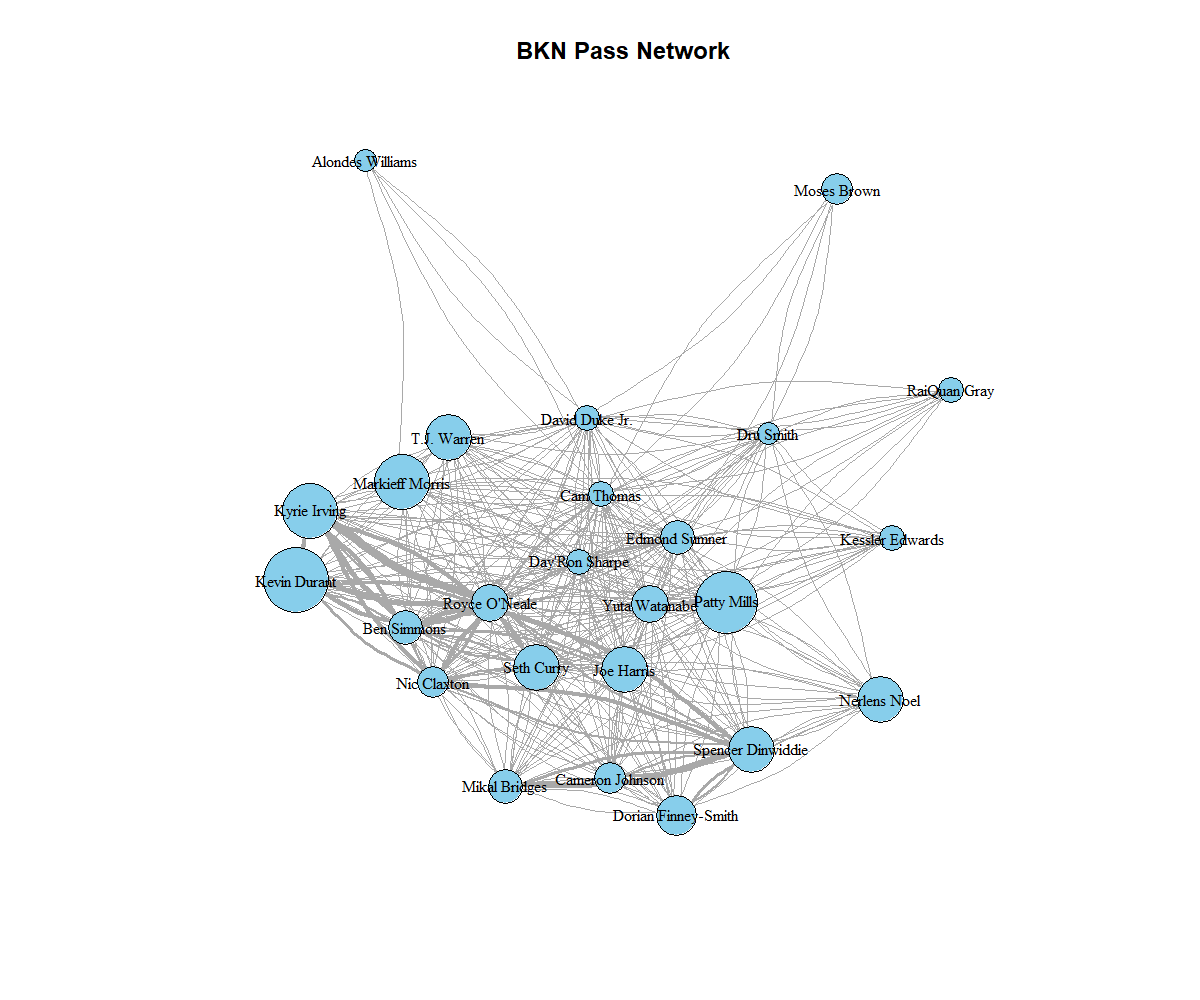 BKN Pass Network
Alondes Williams
Moses Brown
RaiQuan Gray
David Duke Jr.
Dru Smith
T.J. Warren
Markieff Morris
Cam Thomas
Kyrie Irving
Edmond Sumner
Kessler Edwards
Day'Ron Sharpe
Kevin Durant
Royce O'Neale
Yuta Watanabe
Patty Mills
Ben Simmons
Seth Curry
Joe Harris
Nic Claxton
Nerlens Noel
Spencer Dinwiddie
Mikal Bridges
Cameron Johnson
Dorian Finney-Smith